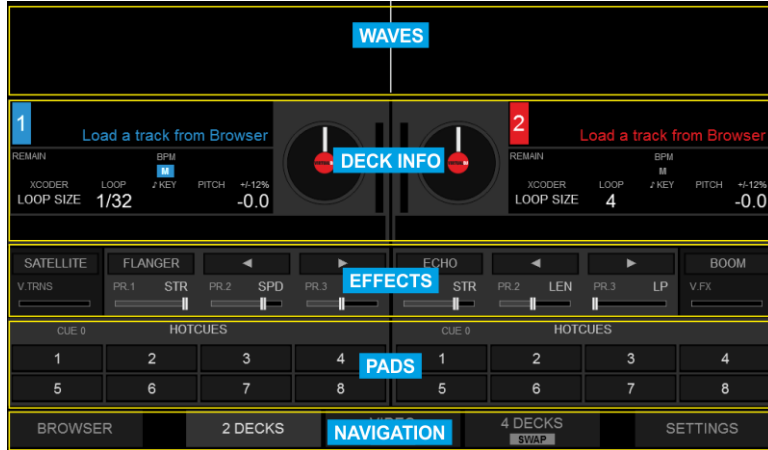 WAVES
1
Load a track from Browser
2
Load a track from Browser
DECK INFO
REMAIN BPM
M
XCODER LOOP ♪ KEY PITCH +/-12%
LOOP SIZE 1/32 -0.0
REMAIN BPM
M
XCODER LOOP ♪ KEY PITCH +/-12%
LOOP SIZE 4 -0.0
SATELLITE FLANGER ◄ ► ECHO ◄ ► BOOM
EFFECTS
V.TRNS PR.1 STR PR.2 SPD PR.3 STR PR.2 LEN PR.3 LP V.FX
CUE 0 HOTCUES CUE 0 HOTCUES
1 2 3 4 1 2 3 4
PADS
5 6 7 8 5 6 7 8
BROWSER 2 DECKS 4 DECKS SETTINGS
NAVIGATION
SWAP